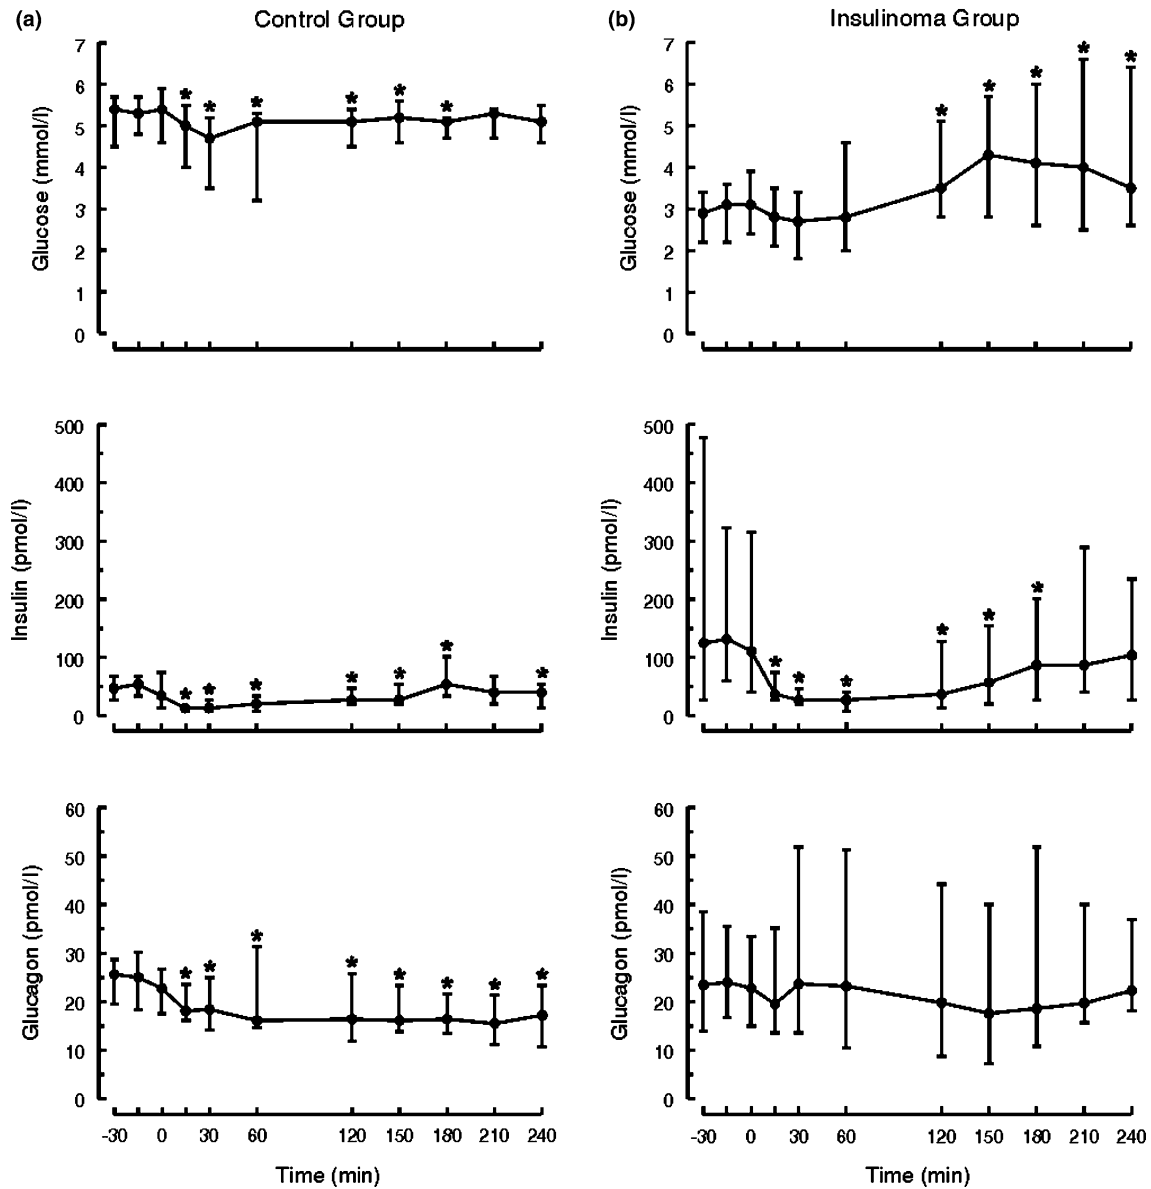 (a) Control Group
(b) Insulinoma Group
Glucose (mmol/l)
7
6
5
4
3
2
1
0
* * * * * *
Glucose (mmol/l)
7
6
5
4
3
2
1
0
* * * * *
Insulin (pmol/l)
500
400
300
200
100
0
* * * * * * *
Insulin (pmol/l)
500
400
300
200
100
0
* * * * * *
Glucagon (pmol/l)
60
50
40
30
20
10
0
* * * * * * * *
-30 0 30 60 120 150 180 210 240
Time (min)
Glucagon (pmol/l)
60
50
40
30
20
10
0
-30 0 30 60 120 150 180 210 240
Time (min)